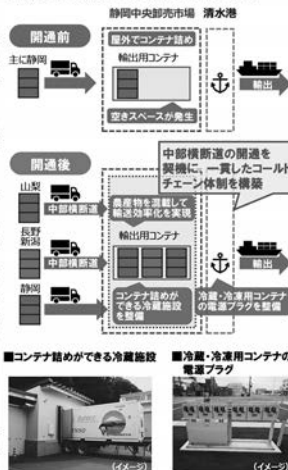 静岡中央卸売市場 清水港
開通前
屋外でコンテナ詰め
主に静岡
輸出用コンテナ
輸出
空きスペースが発生
開通後
中部横断道の開通を
契機に、一貫したコールド
チェーン体制を構築
山梨
中部横断道
農産物を混載して
輸送効率化を実現
長野
新潟
中部横断道
輸出用コンテナ
輸出
静岡
コンテナ詰めが
できる冷蔵施設
を整備
冷蔵・冷凍用コンテナ
の電源プラグを整備
■コンテナ詰めができる冷蔵施設
■冷蔵・冷凍用コンテナの
電源プラグ
(イメージ)
(イメージ)